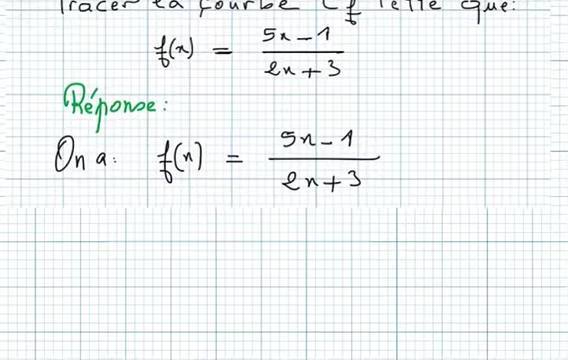 Tracer la courbe Cf telle que:
f(x) = 5x-1 / 2x+3
Réponse:
On a: f(x) = 5x-1 / 2x+3